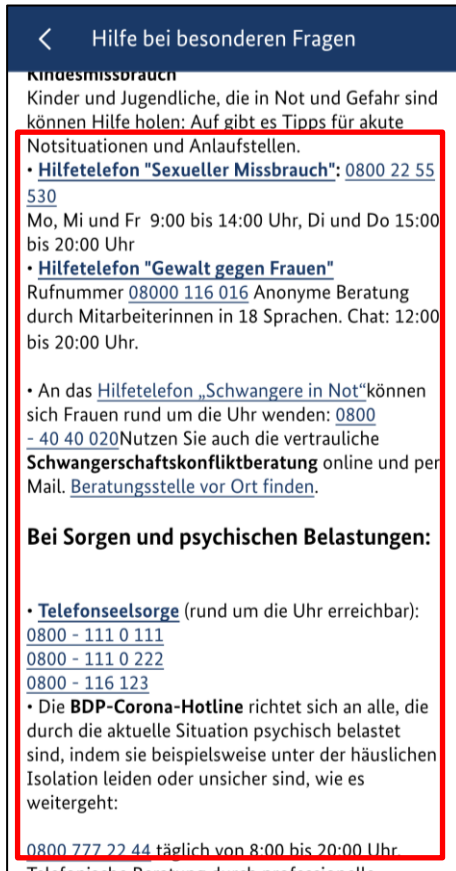 Hilfe bei besonderen Fragen
Kindesmissbrauch
Kinder und Jugendliche, die in Not und Gefahr sind
können Hilfe holen: Auf gibt es Tipps für akute
Notsituationen und Anlaufstellen.
• Hilfetelefon "Sexueller Missbrauch": 0800 22 55
530
Mo, Mi und Fr 9:00 bis 14:00 Uhr, Di und Do 15:00
bis 20:00 Uhr
• Hilfetelefon "Gewalt gegen Frauen"
Rufnummer 08000 116 016 Anonyme Beratung
durch Mitarbeiterinnen in 18 Sprachen. Chat: 12:00
bis 20:00 Uhr.
• An das Hilfetelefon „Schwangere in Not“können
sich Frauen rund um die Uhr wenden: 0800
- 40 40 020Nutzen Sie auch die vertrauliche
Schwangerschaftskonfliktberatung online und per
Mail. Beratungsstelle vor Ort finden.
Bei Sorgen und psychischen Belastungen:
• Telefonseelsorge (rund um die Uhr erreichbar):
0800 - 111 0 111
0800 - 111 0 222
0800 - 116 123
• Die BDP-Corona-Hotline richtet sich an alle, die
durch die aktuelle Situation psychisch belastet
sind, indem sie beispielsweise unter der häuslichen
Isolation leiden oder unsicher sind, wie es
weitergeht:
0800 777 22 44 täglich von 8:00 bis 20:00 Uhr.
Telefonische Beratung durch professionelle